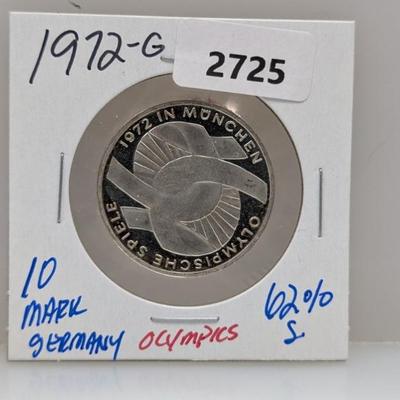 1972-G
2725
1972 IN MÜNCHEN
OLYMPISCHE SPIELE
10
MARK
GERMANY
OLYMPICS
62%
S.